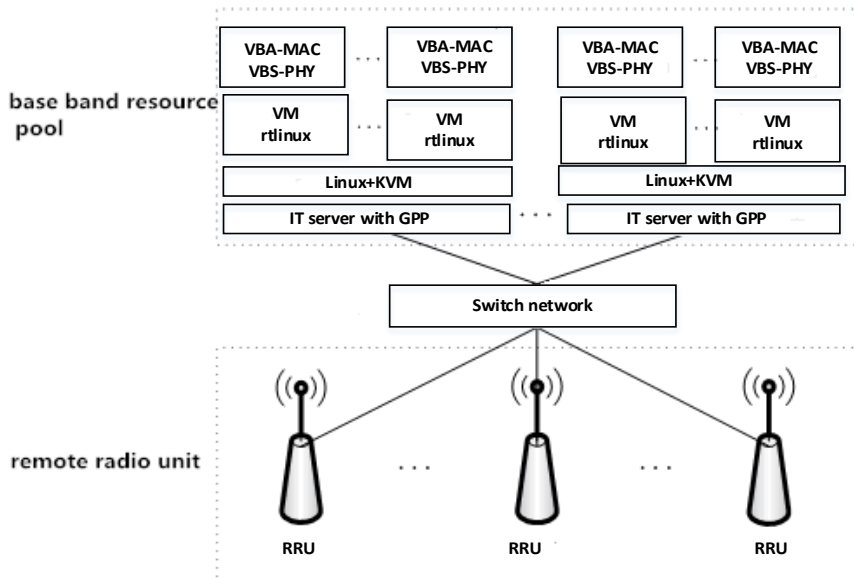 VBA-MAC
VBS-PHY
...
VBA-MAC
VBS-PHY
VBA-MAC
VBS-PHY
...
VBA-MAC
VBS-PHY
base band resource
pool
VM
rtlinux
...
VM
rtlinux
VM
rtlinux
...
VM
rtlinux
Linux+KVM
Linux+KVM
IT server with GPP
...
IT server with GPP
Switch network
remote radio unit
...
...
RRU
RRU
RRU